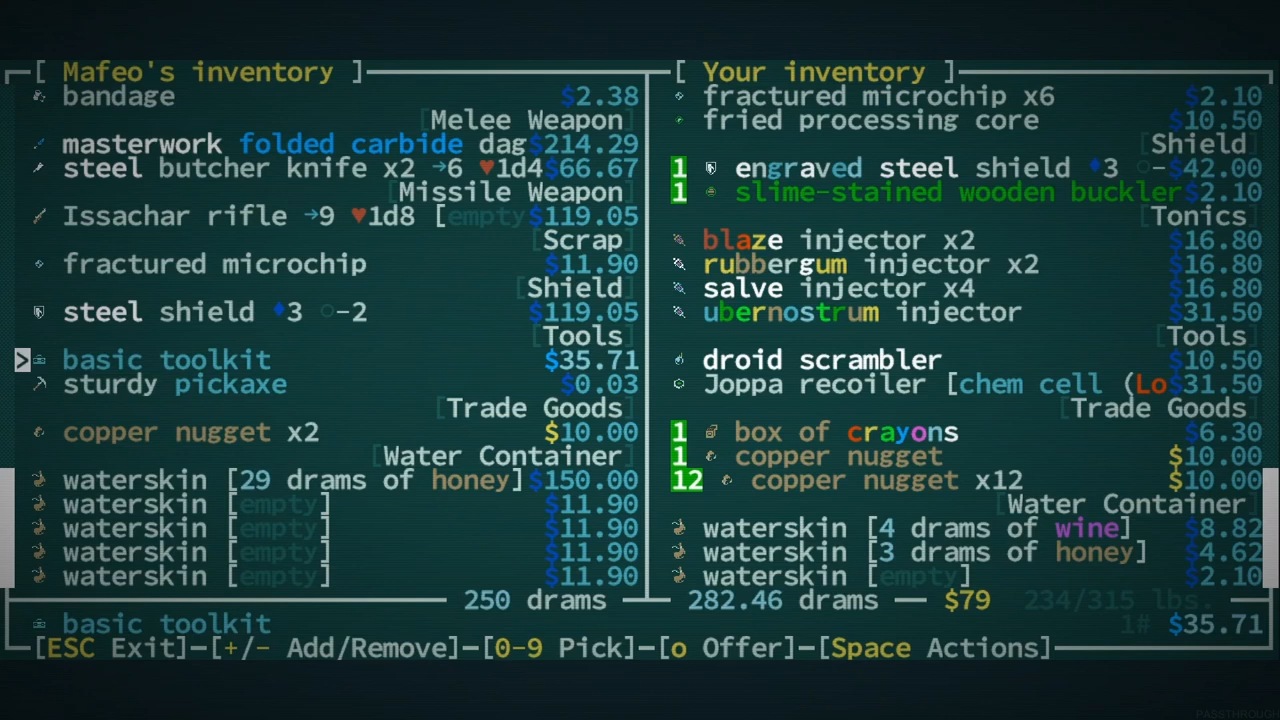 [ Mafeo's inventory ]
bandage $2.38
[Melee Weapon]
masterwork folded carbide dag$214.29
steel butcher knife x2 →6 ♥1d4$66.67
[Missile Weapon]
Issachar rifle →9 ♥1d8 [empty$119.05
[Scrap]
fractured microchip $11.90
[Shield]
steel shield ♦3 ○-2 $119.05
[Tools]
> basic toolkit $35.71
sturdy pickaxe $0.03
[Trade Goods]
copper nugget x2 $10.00
[Water Container]
waterskin [29 drams of honey] $150.00
waterskin [empty] $11.90
waterskin [empty] $11.90
waterskin [empty] $11.90
waterskin [empty] $11.90
250 drams
[ Your inventory ]
fractured microchip x6 $2.10
fried processing core $10.50
[Shield]
1 engraved steel shield ♦3 ○-$42.00
1 slime-stained wooden buckler$2.10
[Tonics]
blaze injector x2 $16.80
rubbergum injector x2 $16.80
salve injector x4 $16.80
ubernostrum injector $31.50
[Tools]
droid scrambler $10.50
Joppa recoiler [chem cell (Lo$31.50
[Trade Goods]
1 box of crayons $6.30
1 copper nugget $10.00
12 copper nugget x12 $10.00
[Water Container]
waterskin [4 drams of wine] $8.82
waterskin [3 drams of honey] $4.62
waterskin [empty] $2.10
282.46 drams — $79 234/315 lbs.
basic toolkit 1# $35.71
[ESC Exit]-[+/- Add/Remove]-[0-9 Pick]-[o Offer]-[Space Actions]
PASSTHROUGH